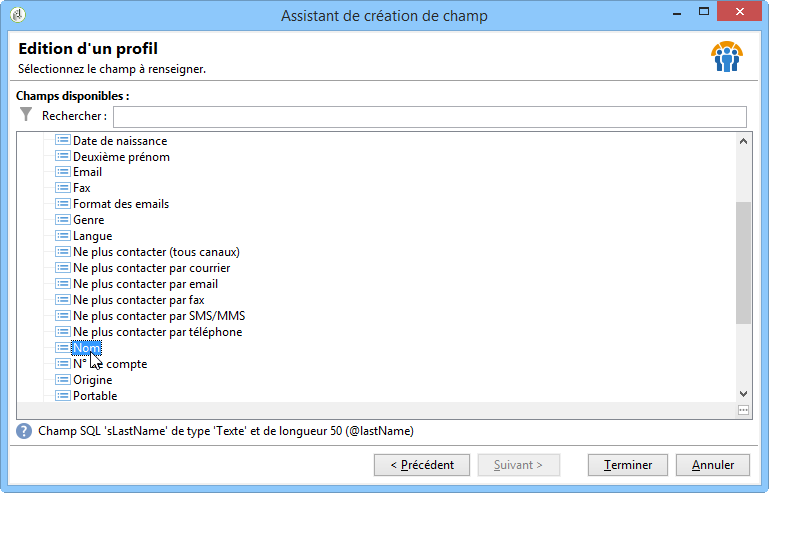 Assistant de création de champ
Edition d'un profil
Sélectionnez le champ à renseigner.
Champs disponibles :
Rechercher :
Date de naissance
Deuxième prénom
Email
Fax
Format des emails
Genre
Langue
Ne plus contacter (tous canaux)
Ne plus contacter par courrier
Ne plus contacter par email
Ne plus contacter par fax
Ne plus contacter par SMS/MMS
Ne plus contacter par téléphone
Nom
N° de compte
Origine
Portable
Champ SQL 'sLastName' de type 'Texte' et de longueur 50 (@lastName)
< Précédent Suivant > Terminer Annuler